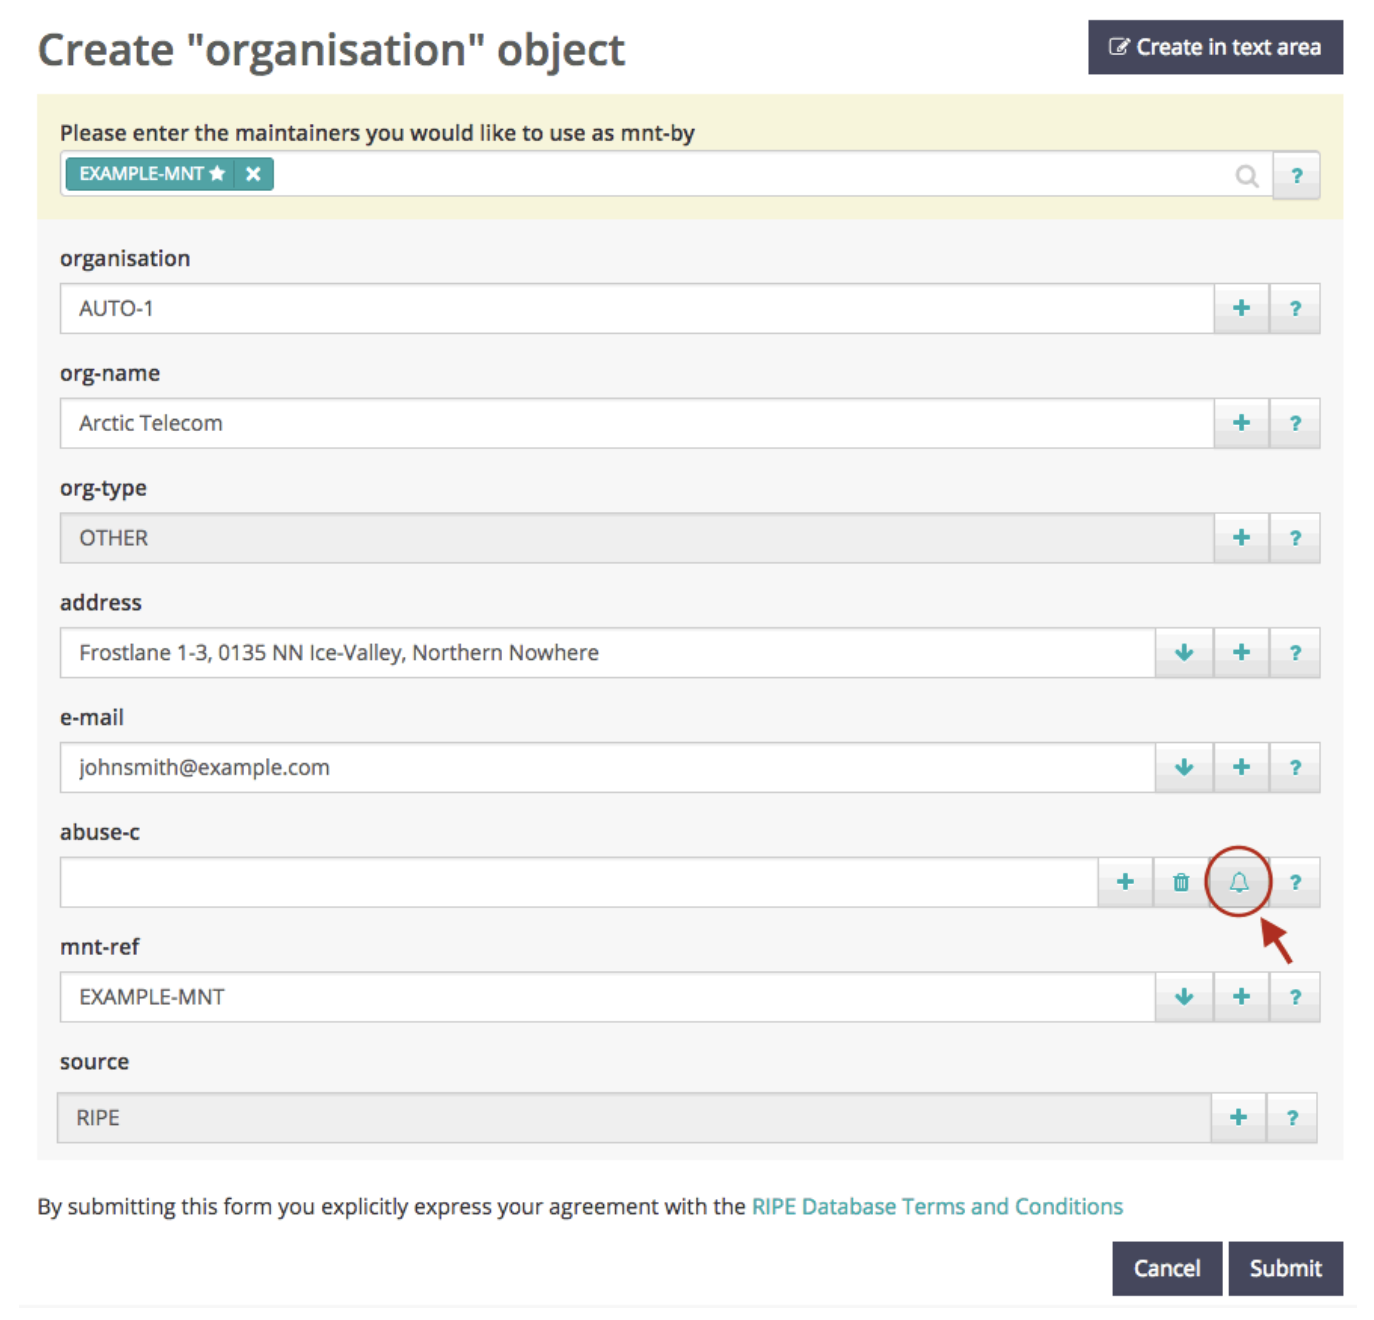 Create "organisation" object
Create in text area
Please enter the maintainers you would like to use as mnt-by
EXAMPLE-MNT
?
organisation
AUTO-1
?
org-name
Arctic Telecom
?
org-type
OTHER
?
address
Frostlane 1-3, 0135 NN Ice-Valley, Northern Nowhere
?
e-mail
johnsmith@example.com
?
abuse-c
?
mnt-ref
EXAMPLE-MNT
?
source
RIPE
?
By submitting this form you explicitly express your agreement with the RIPE Database Terms and Conditions
Cancel Submit